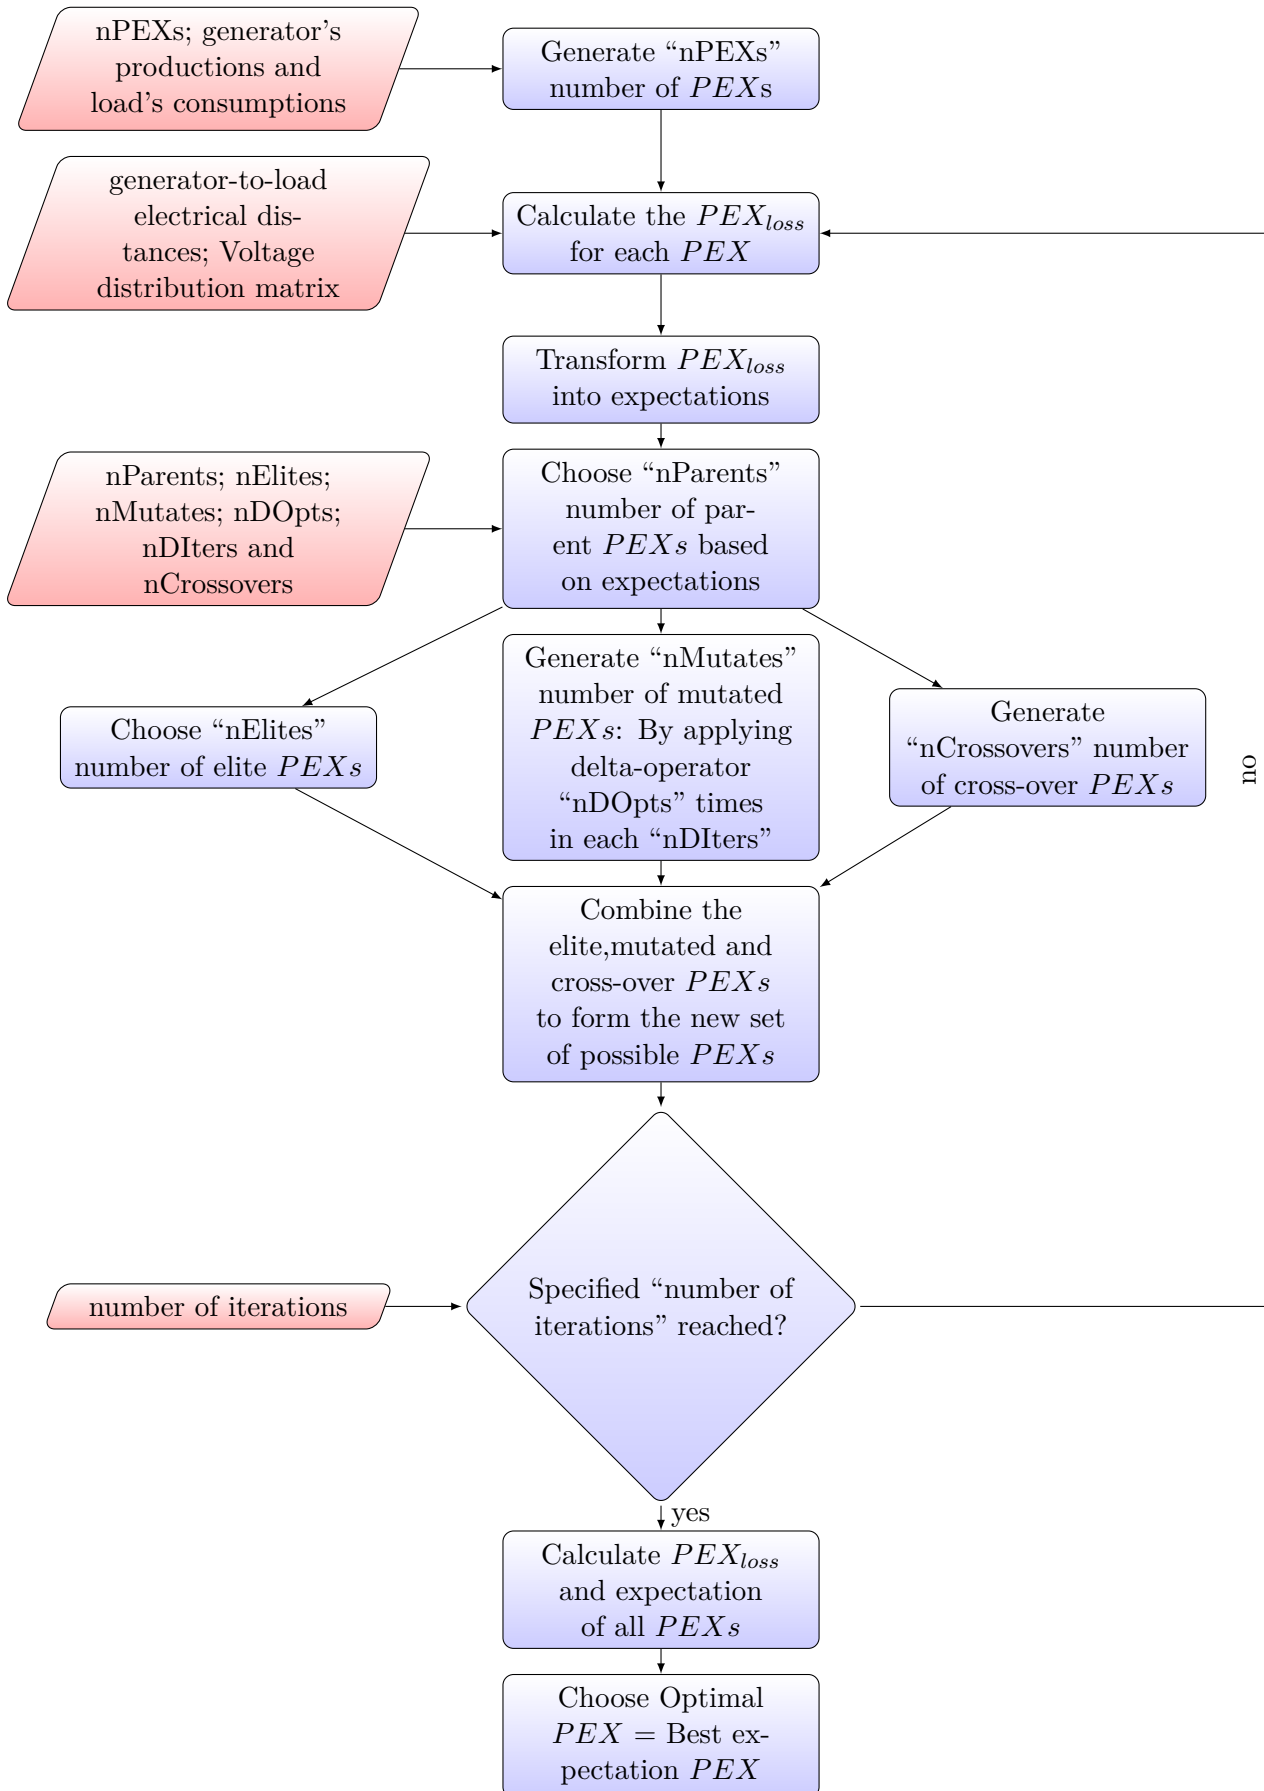 nPEXs; generator's
productions and
load's consumptions
Generate “nPEXs”
number of PEXs
generator-to-load
electrical dis-
tances; Voltage
distribution matrix
Calculate the PEX_loss
for each PEX
Transform PEX_loss
into expectations
nParents; nElites;
nMutates; nDOpts;
nDIters and
nCrossovers
Choose “nParents”
number of par-
ent PEXs based
on expectations
Choose “nElites”
number of elite PEXs
Generate “nMutates”
number of mutated
PEXs: By applying
delta-operator
“nDOpts” times
in each “nDIters”
Generate
“nCrossovers” number
of cross-over PEXs
no
Combine the
elite,mutated and
cross-over PEXs
to form the new set
of possible PEXs
number of iterations
Specified “number of
iterations” reached?
yes
Calculate PEX_loss
and expectation
of all PEXs
Choose Optimal
PEX = Best ex-
pectation PEX